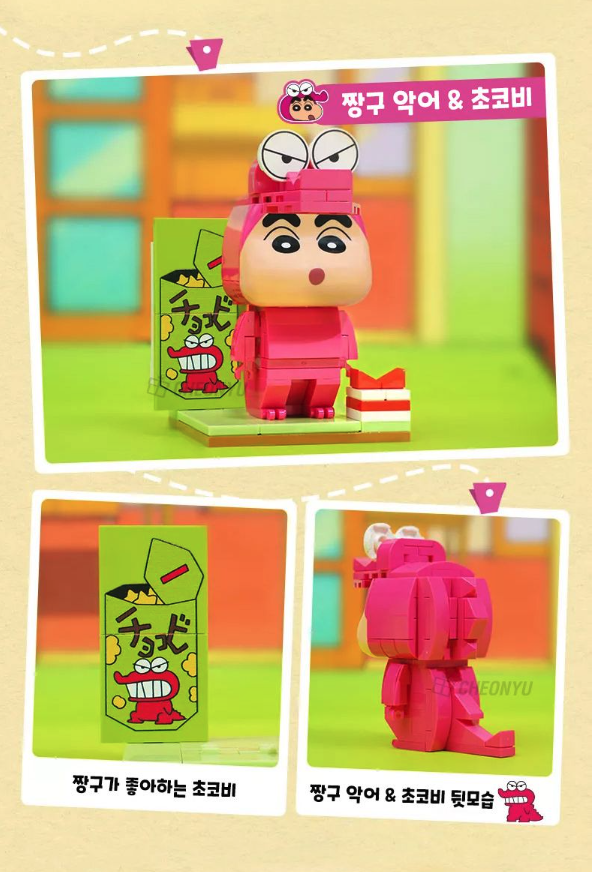 짱구 악어 & 초코비
チョコビ
CHEONYU
チョコビ
CHEONYU
짱구가 좋아하는 초코비
짱구 악어 & 초코비 뒷모습